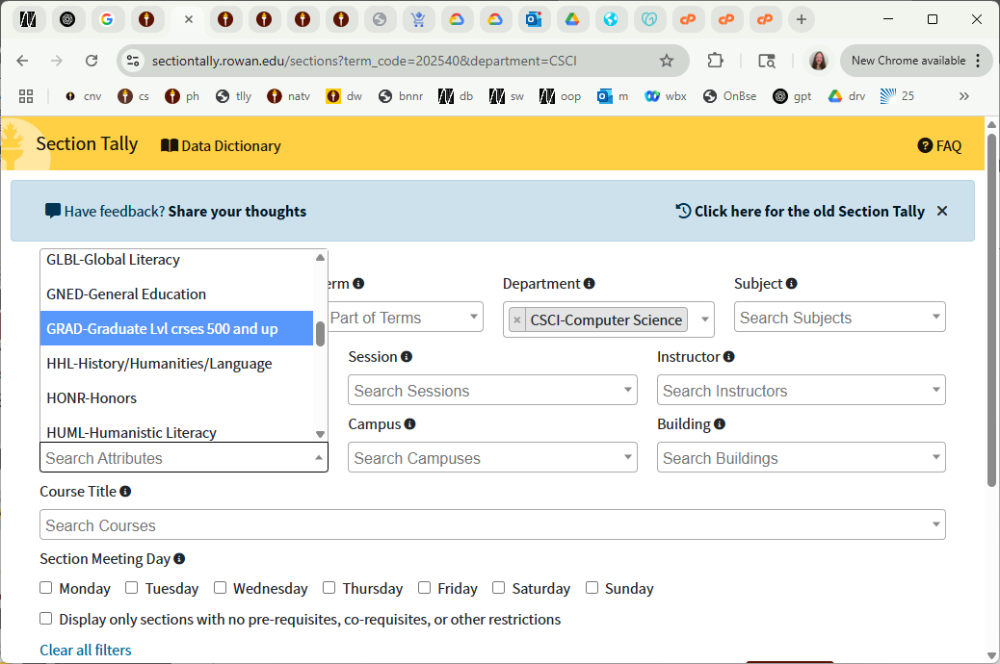 sectiontally.rowan.edu/sections?term_code=202540&department=CSCI
New Chrome available
cnv cs ph tlly natv dw bnnr db sw oop m wbx OnBse gpt drv 25
Section Tally Data Dictionary FAQ
Have feedback? Share your thoughts Click here for the old Section Tally
GLBL-Global Literacy
GNED-General Education
GRAD-Graduate Lvl crses 500 and up
HHL-History/Humanities/Language
HONR-Honors
HUML-Humanistic Literacy
Search Attributes
erm Department Subject
Part of Terms × CSCI-Computer Science Search Subjects
Session Instructor
Search Sessions Search Instructors
Campus Building
Search Campuses Search Buildings
Course Title
Search Courses
Section Meeting Day
Monday Tuesday Wednesday Thursday Friday Saturday Sunday
Display only sections with no pre-requisites, co-requisites, or other restrictions
Clear all filters